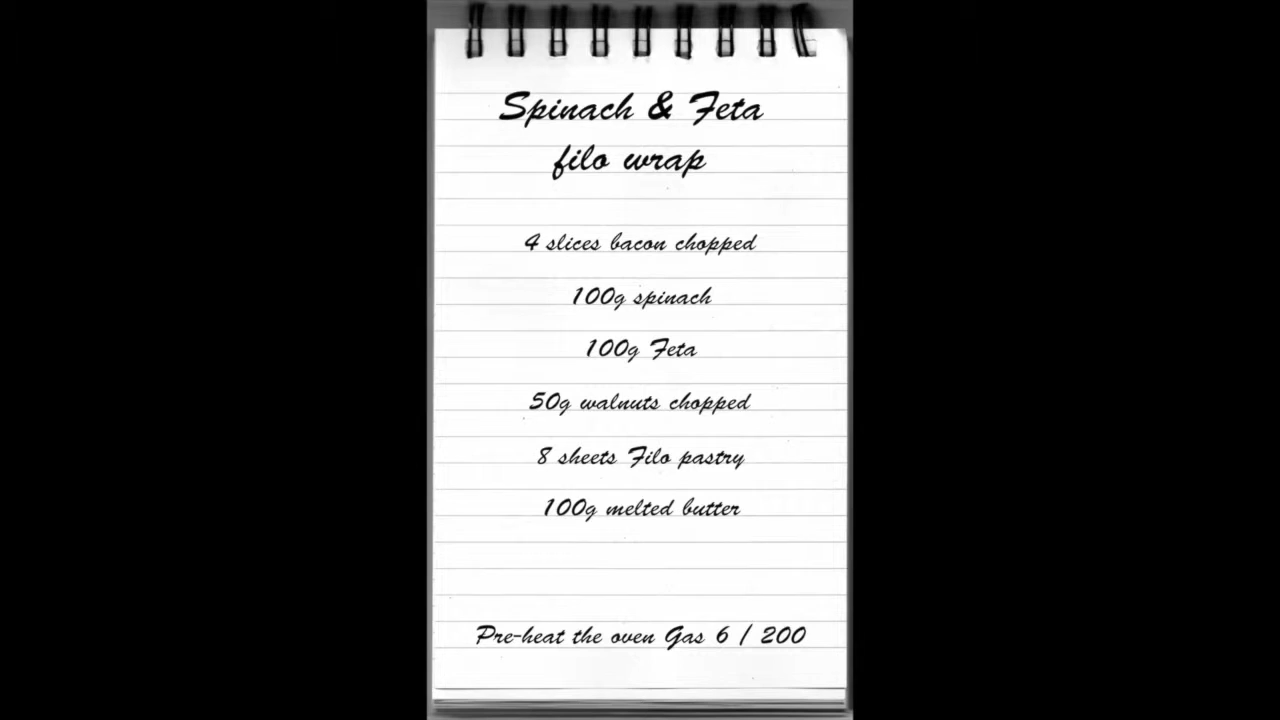 Spinach & Feta
filo wrap
4 slices bacon chopped
100g spinach
100g Feta
50g walnuts chopped
8 sheets Filo pastry
100g melted butter
Pre-heat the oven Gas 6 / 200